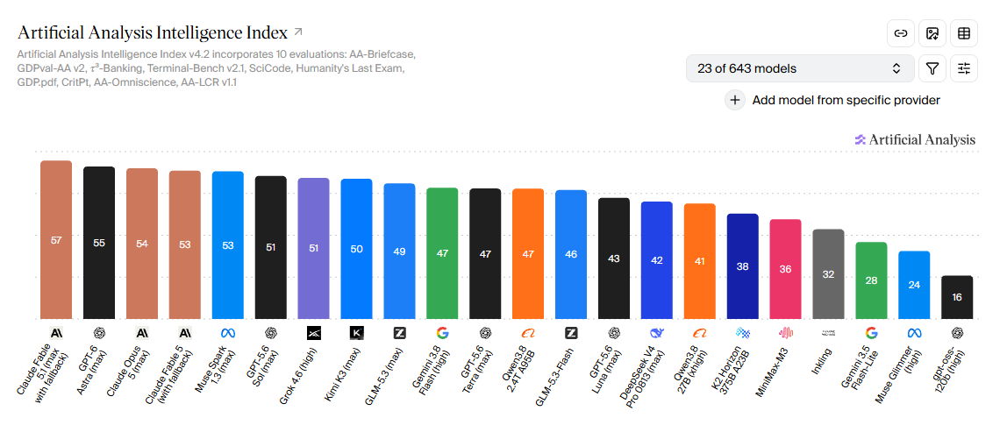 Artificial Analysis Intelligence Index
Artificial Analysis Intelligence Index v4.2 incorporates 10 evaluations: AA-Briefcase,
GDPval-AA v2, τ³-Banking, Terminal-Bench v2.1, SciCode, Humanity's Last Exam,
GDP.pdf, CritPt, AA-Omniscience, AA-LCR v1.1
23 of 643 models
Add model from specific provider
Artificial Analysis
57
55
54
53
53
51
51
50
49
47
47
47
46
43
42
41
38
36
32
28
24
16
Claude Fable
5.1 (max
with fallback)
GPT-6
Astra (max)
Claude Opus
5 (max)
Claude Fable 5
(with fallback)
Muse Spark
1.3 (max)
GPT-5.6
Sol (max)
Grok 4.6 (high)
Kimi K3 (max)
GLM-5.3 (max)
Gemini 3.8
Flash (high)
GPT-5.6
Terra (max)
Qwen3.8
2.4T A95B
GLM-5.3-Flash
GPT-5.6
Luna (max)
DeepSeek V4
Pro 0813 (max)
Qwen3.8
27B (xhigh)
K2 Horizon
375B A23B
MiniMax-M3
Inkling
Gemini 3.5
Flash-Lite
Muse Glimmer
(high)
gpt-oss-
120b (high)